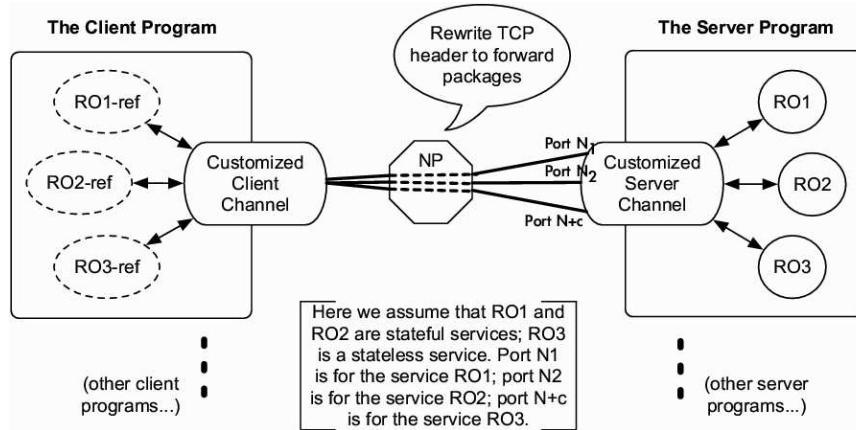 The Client Program
The Server Program
Rewrite TCP
header to forward
packages
RO1-ref
RO2-ref
RO3-ref
Customized
Client
Channel
NP
Port N1
Port N2
Port N+c
Customized
Server
Channel
RO1
RO2
RO3
Here we assume that RO1 and
RO2 are stateful services; RO3
is a stateless service. Port N1
is for the service RO1; port N2
is for the service RO2; port N+c
is for the service RO3.
(other client
programs...)
(other server
programs...)